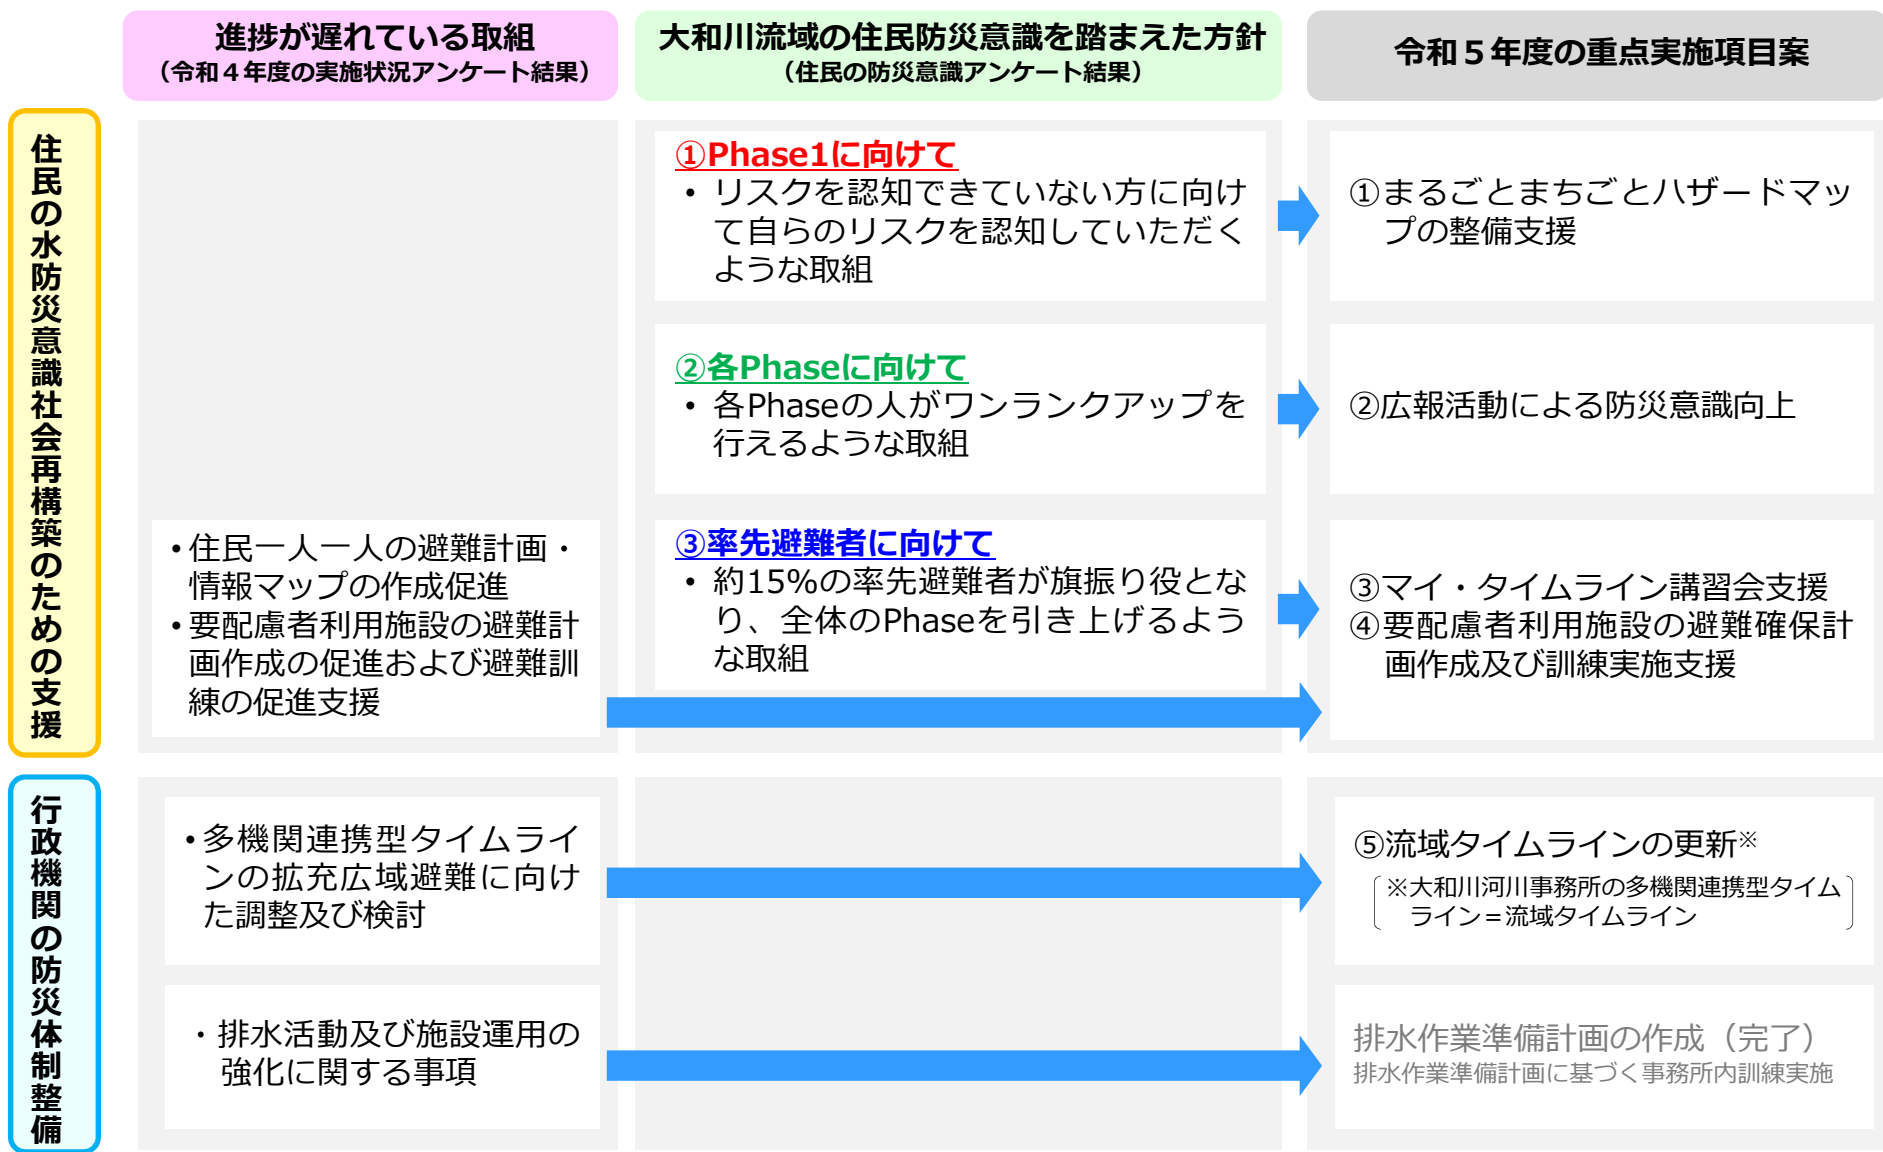 進捗が遅れている取組
（令和４年度の実施状況アンケート結果）
大和川流域の住民防災意識を踏まえた方針
（住民の防災意識アンケート結果）
令和５年度の重点実施項目案
住民の水防災意識社会再構築のための支援
①Phase1に向けて
• リスクを認知できていない方に向け
て自らのリスクを認知していただく
ような取組
①まるごとまちごとハザードマッ
プの整備支援
②各Phaseに向けて
• 各Phaseの人がワンランクアップを
行えるような取組
②広報活動による防災意識向上
•住民一人一人の避難計画・
情報マップの作成促進
•要配慮者利用施設の避難計
画作成の促進および避難訓
練の促進支援
③率先避難者に向けて
• 約15%の率先避難者が旗振り役とな
り、全体のPhaseを引き上げるよう
な取組
③マイ・タイムライン講習会支援
④要配慮者利用施設の避難確保計
画作成及び訓練実施支援
行政機関の防災体制整備
•多機関連携型タイムライ
ンの拡充広域避難に向け
た調整及び検討
⑤流域タイムラインの更新※
※大和川河川事務所の多機関連携型タイム
ライン＝流域タイムライン
・排水活動及び施設運用の
強化に関する事項
排水作業準備計画の作成（完了）
排水作業準備計画に基づく事務所内訓練実施